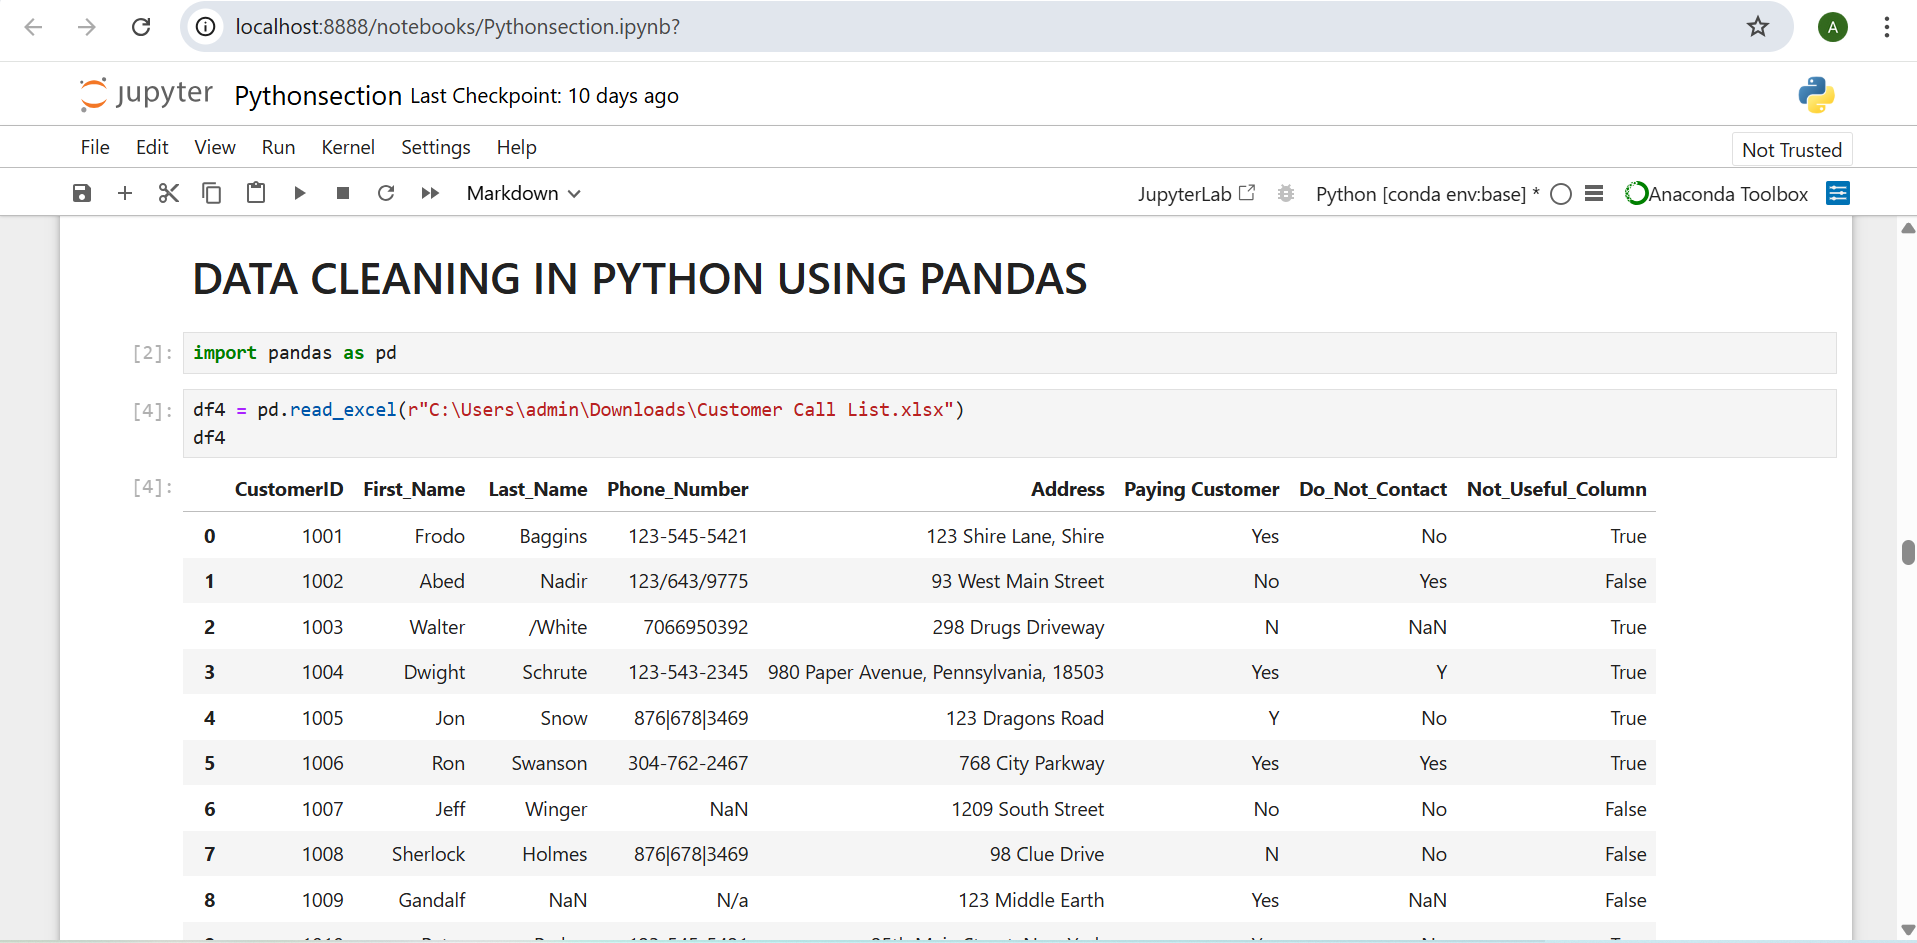 localhost:8888/notebooks/Pythonsection.ipynb?
A
jupyter Pythonsection Last Checkpoint: 10 days ago
File Edit View Run Kernel Settings Help Not Trusted
Markdown JupyterLab Python [conda env:base] * Anaconda Toolbox
DATA CLEANING IN PYTHON USING PANDAS
[2]: import pandas as pd
[4]: df4 = pd.read_excel(r"C:\Users\admin\Downloads\Customer Call List.xlsx")
df4
[4]: CustomerID First_Name Last_Name Phone_Number Address Paying Customer Do_Not_Contact Not_Useful_Column
0 1001 Frodo Baggins 123-545-5421 123 Shire Lane, Shire Yes No True
1 1002 Abed Nadir 123/643/9775 93 West Main Street No Yes False
2 1003 Walter /White 7066950392 298 Drugs Driveway N NaN True
3 1004 Dwight Schrute 123-543-2345 980 Paper Avenue, Pennsylvania, 18503 Yes Y True
4 1005 Jon Snow 876|678|3469 123 Dragons Road Y No True
5 1006 Ron Swanson 304-762-2467 768 City Parkway Yes Yes True
6 1007 Jeff Winger NaN 1209 South Street No No False
7 1008 Sherlock Holmes 876|678|3469 98 Clue Drive N No False
8 1009 Gandalf NaN N/a 123 Middle Earth Yes NaN False